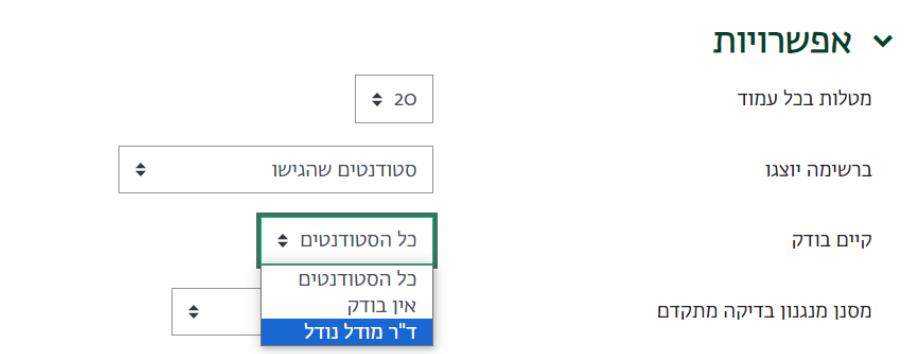 אפשרויות
מטלות בכל עמוד
20
ברשימה יוצגו
סטודנטים שהגישו
קיים בודק
כל הסטודנטים
כל הסטודנטים
אין בודק
ד"ר מודל נודל
מסנן מנגנון בדיקה מתקדם